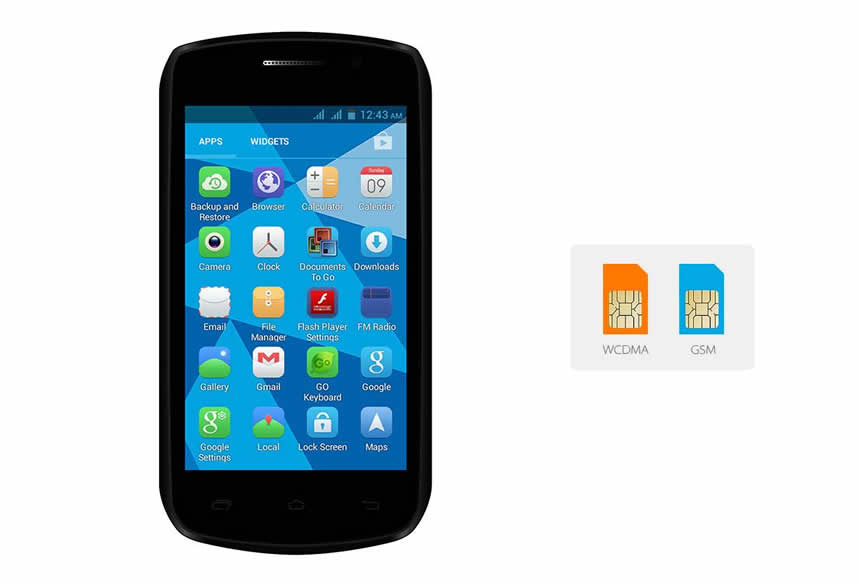 12:43 AM
APPS WIDGETS
Backup and Restore
Browser
Calculator
Sunday
09
Calendar
Camera
Clock
Documents To Go
Downloads
Email
File Manager
Flash Player Settings
FM Radio
Gallery
Gmail
GO
GO Keyboard
Google
Google Settings
Local
Lock Screen
Maps
WCDMA
GSM